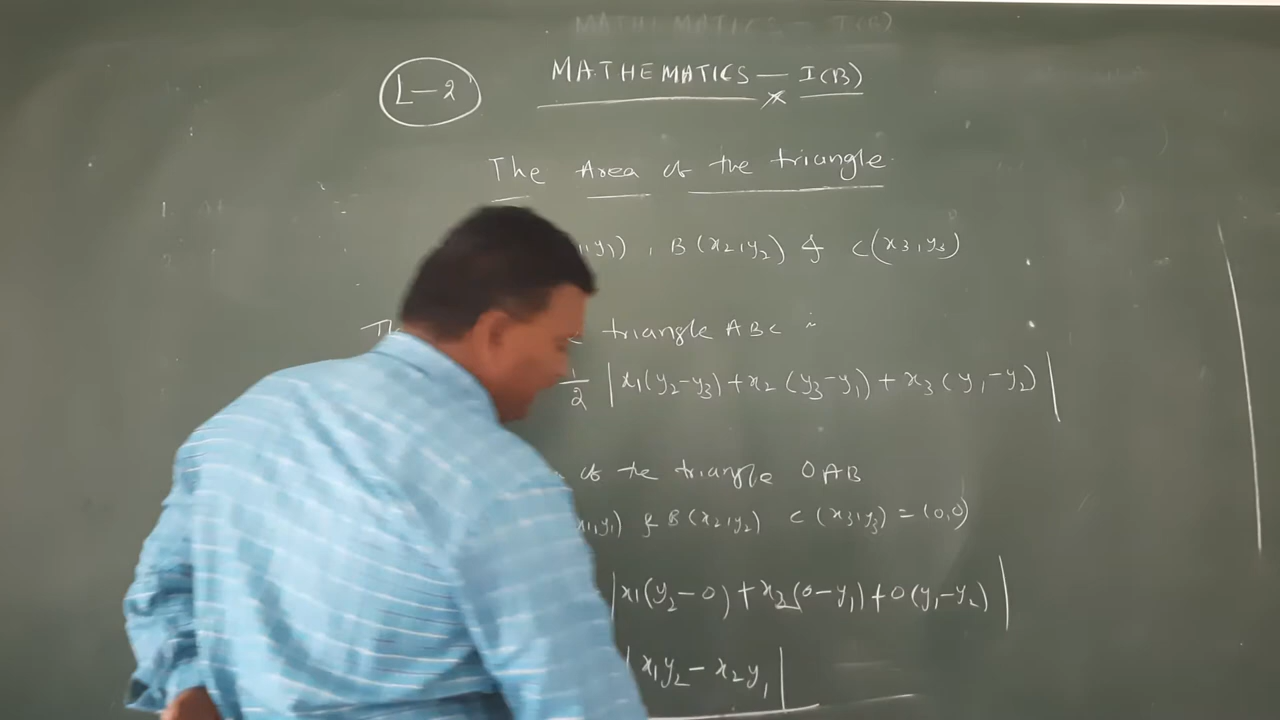 MATHEMATICS — I(B)
L-2
The Area of the triangle
,y₁) , B(x₂,y₂) & C(x₃,y₃)
triangle ABC is
1/2 |x₁(y₂-y₃)+x₂(y₃-y₁)+x₃(y₁-y₂)|
of the triangle OAB
x₁,y₁) & B(x₂,y₂) C(x₃,y₃) = (0,0)
|x₁(y₂-0)+x₂(0-y₁)+0(y₁-y₂)|
|x₁y₂-x₂y₁|